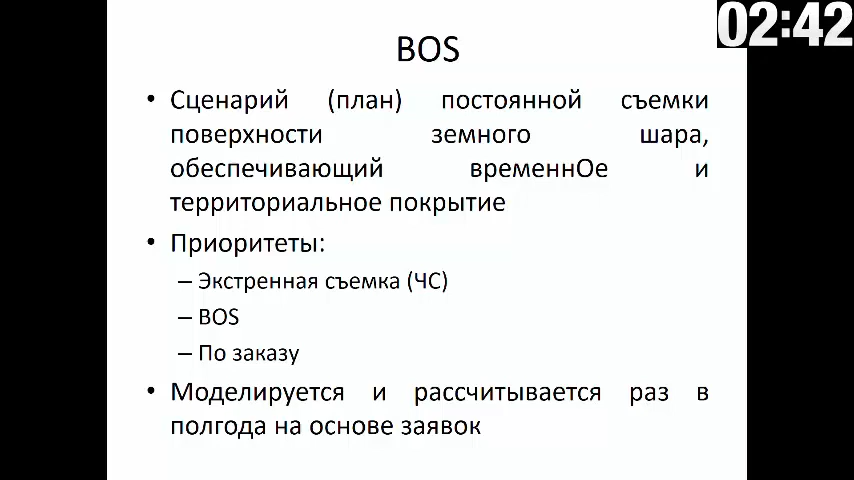 02:42
BOS
• Сценарий (план) постоянной съемки
поверхности земного шара,
обеспечивающий временнОе и
территориальное покрытие
• Приоритеты:
– Экстренная съемка (ЧС)
– BOS
– По заказу
• Моделируется и рассчитывается раз в
полгода на основе заявок